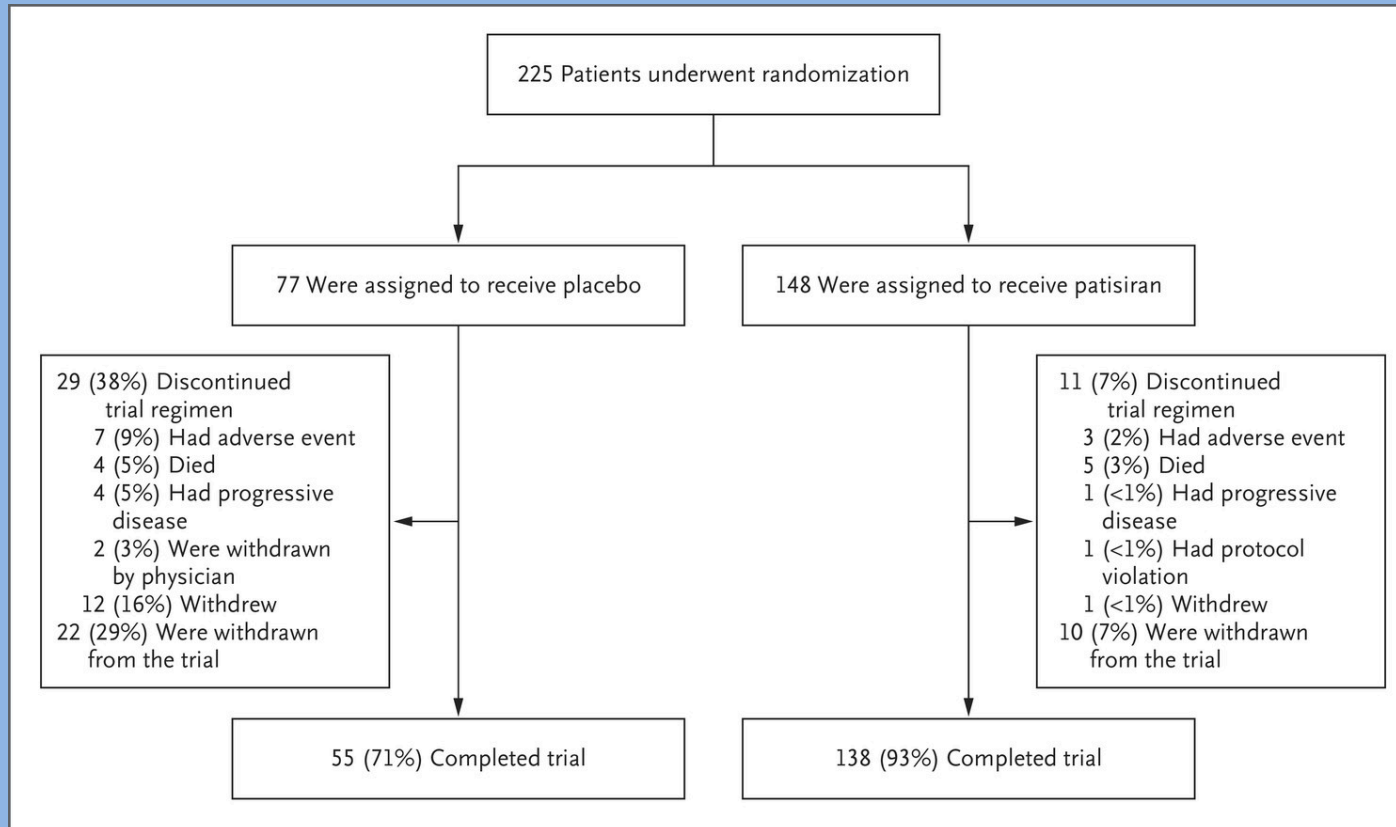 225 Patients underwent randomization
77 Were assigned to receive placebo
148 Were assigned to receive patisiran
29 (38%) Discontinued
trial regimen
7 (9%) Had adverse event
4 (5%) Died
4 (5%) Had progressive
disease
2 (3%) Were withdrawn
by physician
12 (16%) Withdrew
22 (29%) Were withdrawn
from the trial
11 (7%) Discontinued
trial regimen
3 (2%) Had adverse event
5 (3%) Died
1 (<1%) Had progressive
disease
1 (<1%) Had protocol
violation
1 (<1%) Withdrew
10 (7%) Were withdrawn
from the trial
55 (71%) Completed trial
138 (93%) Completed trial